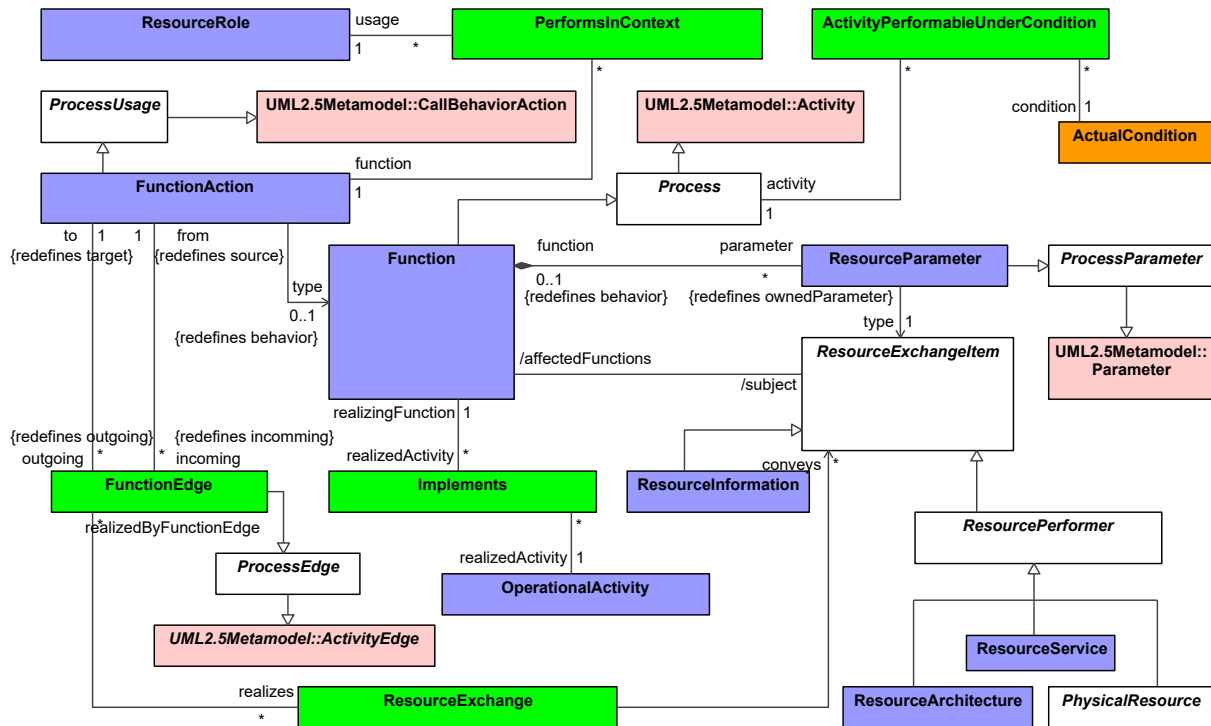 ResourceRole
usage
1
*
PerformsInContext
*
ActivityPerformableUnderCondition
*
*
condition
1
ActualCondition
ProcessUsage
UML2.5Metamodel::CallBehaviorAction
UML2.5Metamodel::Activity
function
1
FunctionAction
Process
activity
1
to
1
1
from
{redefines target}
{redefines source}
type
0..1
{redefines behavior}
Function
function
0..1
{redefines behavior}
parameter
*
{redefines ownedParameter}
ResourceParameter
ProcessParameter
type
1
UML2.5Metamodel::
Parameter
ResourceExchangeItem
/affectedFunctions
/subject
realizingFunction
1
realizedActivity
*
{redefines outgoing}
{redefines incomming}
outgoing
*
*
incoming
FunctionEdge
Implements
ResourceInformation
conveys
*
*
realizedByFunctionEdge
*
realizedActivity
1
ResourcePerformer
ProcessEdge
OperationalActivity
UML2.5Metamodel::ActivityEdge
ResourceService
realizes
*
ResourceExchange
ResourceArchitecture
PhysicalResource